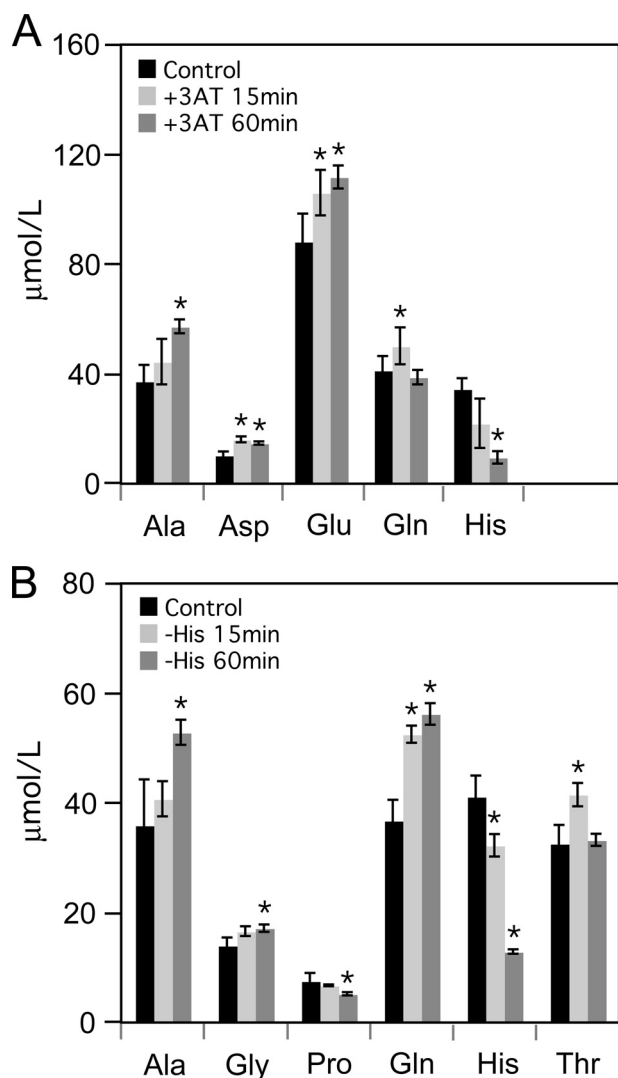 A
160
120
80
40
0
μmol/L
Control
+3AT 15min
+3AT 60min
* * * * * * * *
Ala Asp Glu Gln His
B
80
60
40
20
0
μmol/L
Control
-His 15min
-His 60min
* * * * * * * *
Ala Gly Pro Gln His Thr